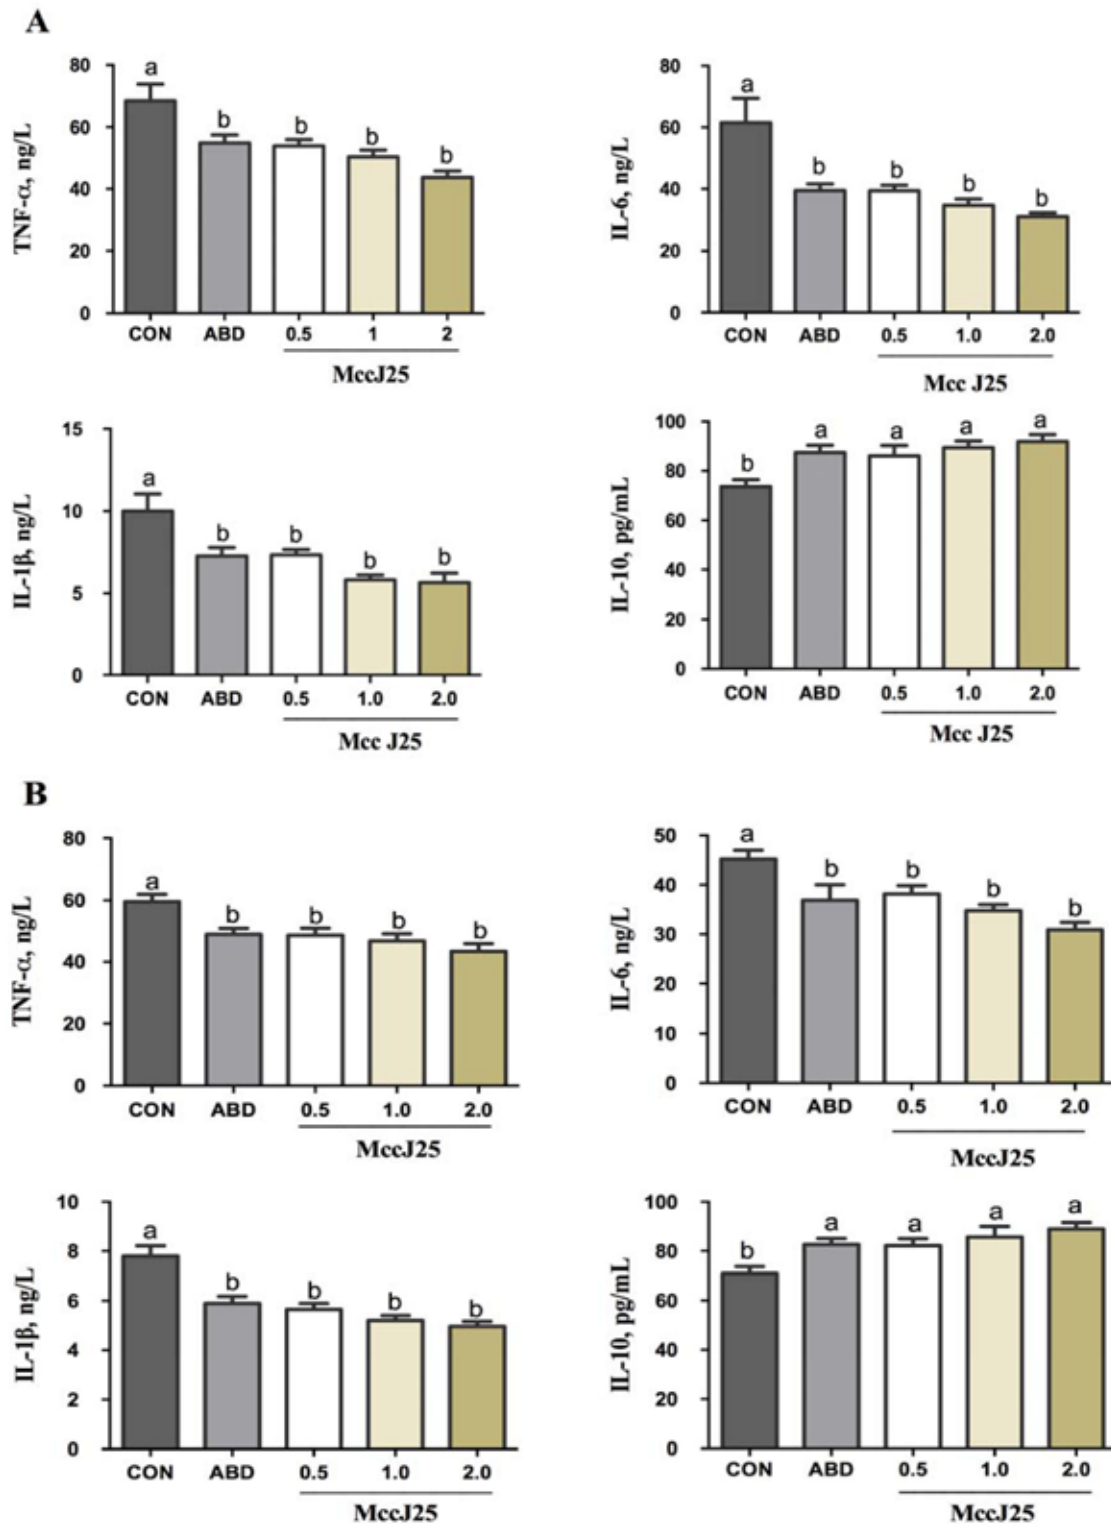 A
TNF-α, ng/L
80
60
40
20
0
a
b
b
b
b
CON ABD 0.5 1 2
MccJ25
IL-6, ng/L
80
60
40
20
0
a
b
b
b
b
CON ABD 0.5 1.0 2.0
Mcc J25
IL-1β, ng/L
15
10
5
0
a
b
b
b
b
CON ABD 0.5 1.0 2.0
Mcc J25
IL-10, pg/mL
100
80
60
40
20
0
b
a
a
a
a
CON ABD 0.5 1.0 2.0
Mcc J25
B
TNF-α, ng/L
80
60
40
20
0
a
b
b
b
b
CON ABD 0.5 1.0 2.0
MccJ25
IL-6, ng/L
50
40
30
20
10
0
a
b
b
b
b
CON ABD 0.5 1.0 2.0
MccJ25
IL-1β, ng/L
10
8
6
4
2
0
a
b
b
b
b
CON ABD 0.5 1.0 2.0
MccJ25
IL-10, pg/mL
100
80
60
40
20
0
b
a
a
a
a
CON ABD 0.5 1.0 2.0
MccJ25